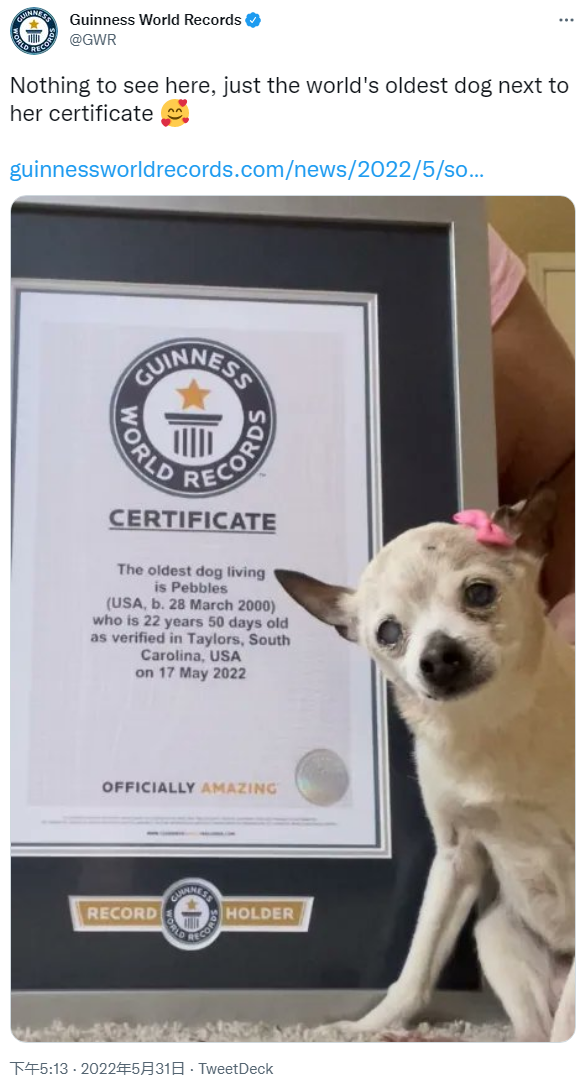 Guinness World Records
@GWR
Nothing to see here, just the world's oldest dog next to
her certificate 🥰
guinnessworldrecords.com/news/2022/5/so...
GUINNESS
WORLD RECORDS
CERTIFICATE
The oldest dog living
is Pebbles
(USA, b. 28 March 2000)
who is 22 years 50 days old
as verified in Taylors, South
Carolina, USA
on 17 May 2022
OFFICIALLY AMAZING
RECORD HOLDER
GUINNESS
WORLD RECORDS
下午5:13 · 2022年5月31日 · TweetDeck